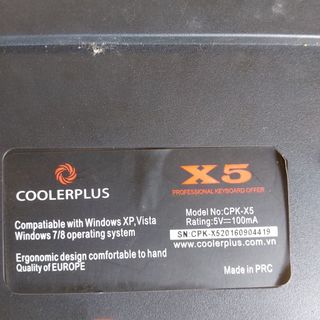 COOLERPLUS
X5
PROFESSIONAL KEYBOARD OFFER
Compatiable with Windows XP,Vista
Windows 7/8 operating system
Ergonomic design comfortable to hand
Quality of EUROPE
Model No:CPK-X5
Rating:5V⎓100mA
SN:CPK-X520160904419
www.coolerplus.com.vn
Made in PRC